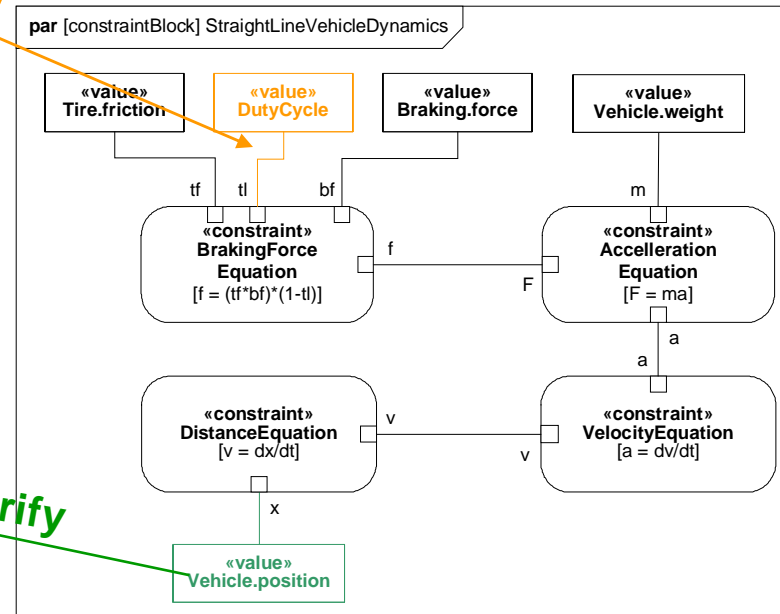 par [constraintBlock] StraightLineVehicleDynamics
«value»
Tire.friction
«value»
DutyCycle
«value»
Braking.force
«value»
Vehicle.weight
tf
tl
bf
m
«constraint»
BrakingForce
Equation
[f = (tf*bf)*(1-tl)]
f
F
«constraint»
Accelleration
Equation
[F = ma]
a
a
«constraint»
DistanceEquation
[v = dx/dt]
v
v
«constraint»
VelocityEquation
[a = dv/dt]
x
rify
«value»
Vehicle.position